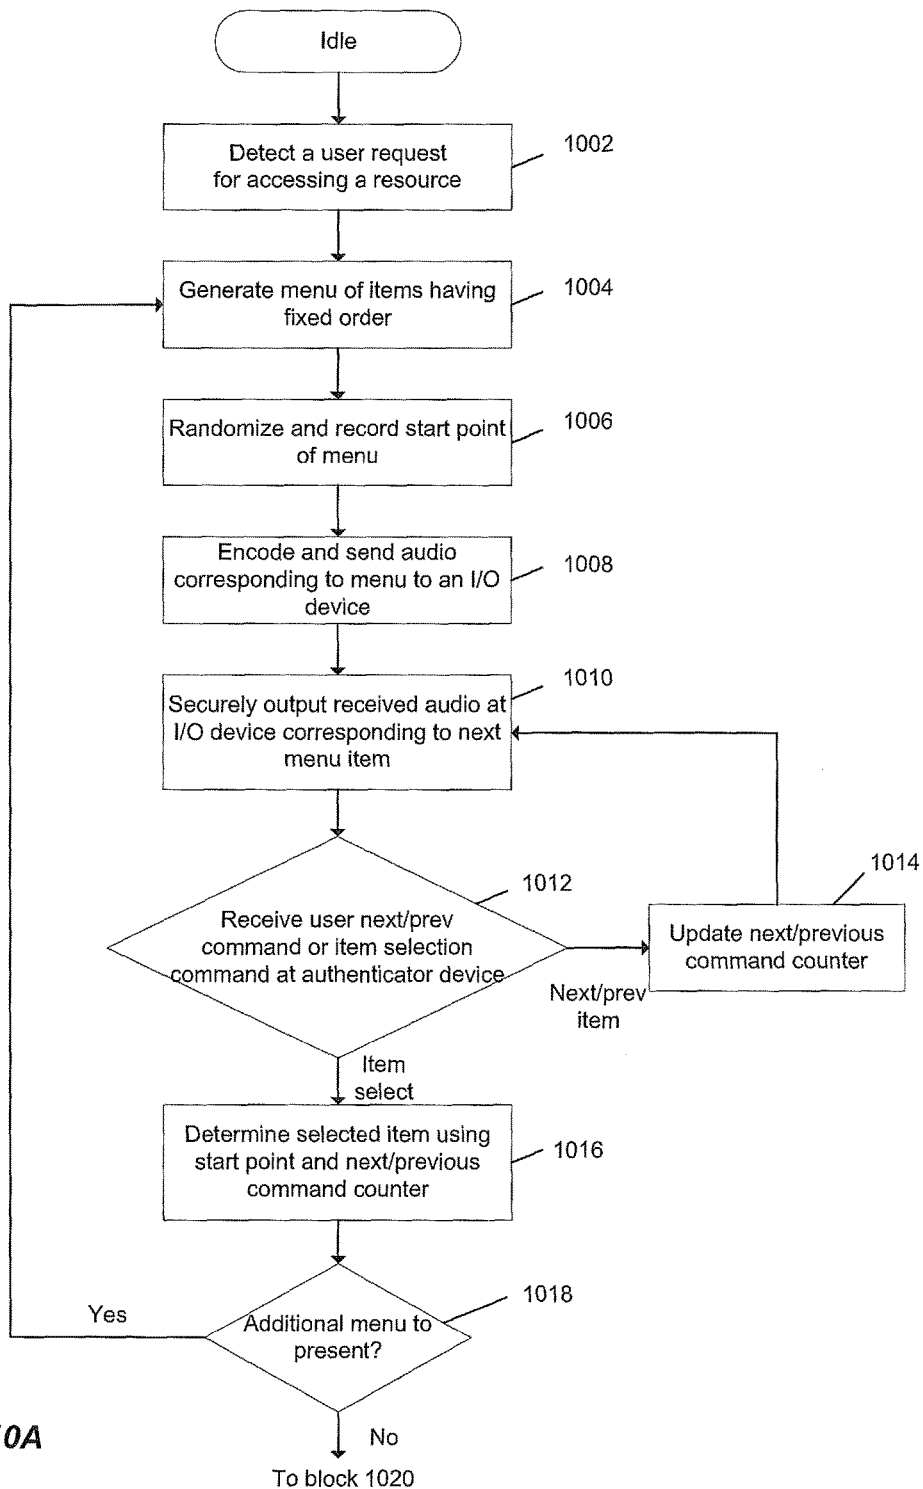 Idle
Detect a user request
for accessing a resource
1002
Generate menu of items having
fixed order
1004
Randomize and record start point
of menu
1006
Encode and send audio
corresponding to menu to an I/O
device
1008
Securely output received audio at
I/O device corresponding to next
menu item
1010
Receive user next/prev
command or item selection
command at authenticator device
1012
Next/prev
item
Update next/previous
command counter
1014
Item
select
Determine selected item using
start point and next/previous
command counter
1016
Additional menu to
present?
1018
Yes
No
To block 1020
0A